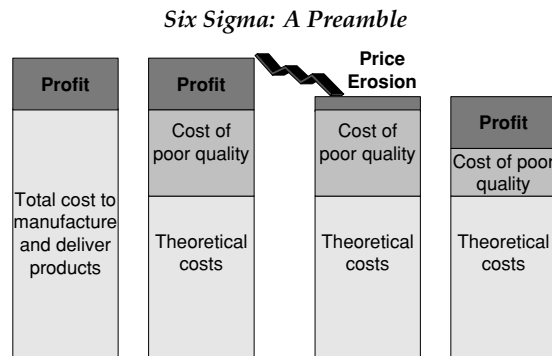 Six Sigma: A Preamble
Profit
Total cost to
manufacture
and deliver
products
Profit
Cost of
poor quality
Theoretical
costs
Price
Erosion
Cost of
poor quality
Theoretical
costs
Profit
Cost of poor
quality
Theoretical
costs